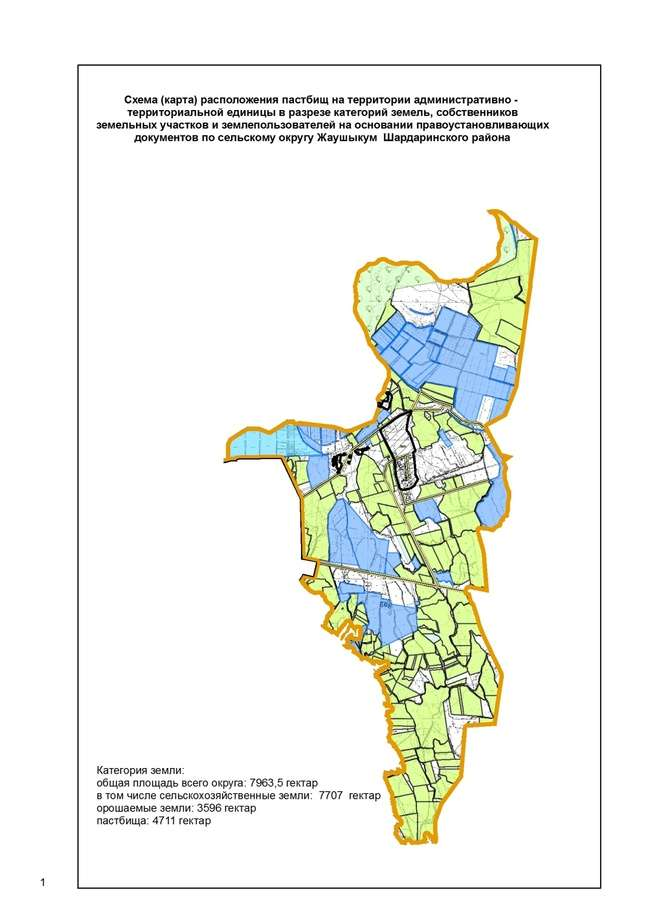 Схема (карта) расположения пастбищ на территории административно -
территориальной единицы в разрезе категорий земель, собственников
земельных участков и землепользователей на основании правоустановливающих
документов по сельскому округу Жаушыкум Шардаринского района
Категория земли:
общая площадь всего округа: 7963,5 гектар
в том числе сельскохозяйственные земли: 7707 гектар
орошаемые земли: 3596 гектар
пастбища: 4711 гектар
1